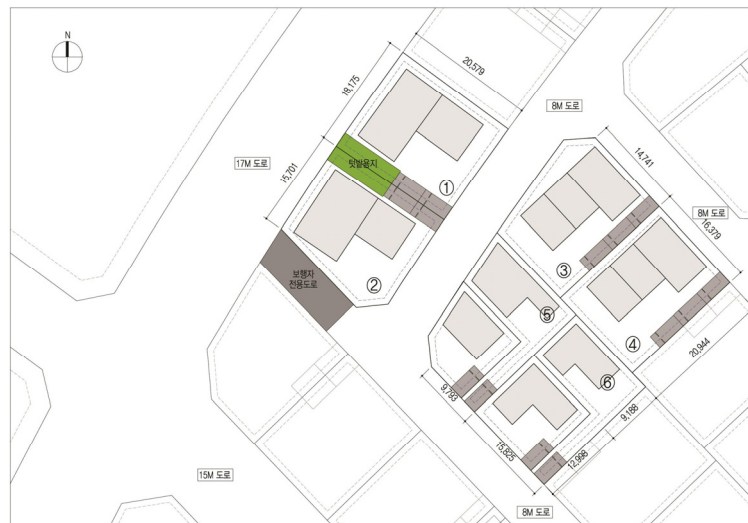 N
20,579
18,175
8M 도로
17M 도로
텃밭용지
14,741
15,701
①
8M 도로
16,379
보행자
전용도로
②
③
⑤
④
20,944
⑥
9,793
9,188
15,825
12,998
15M 도로
8M 도로